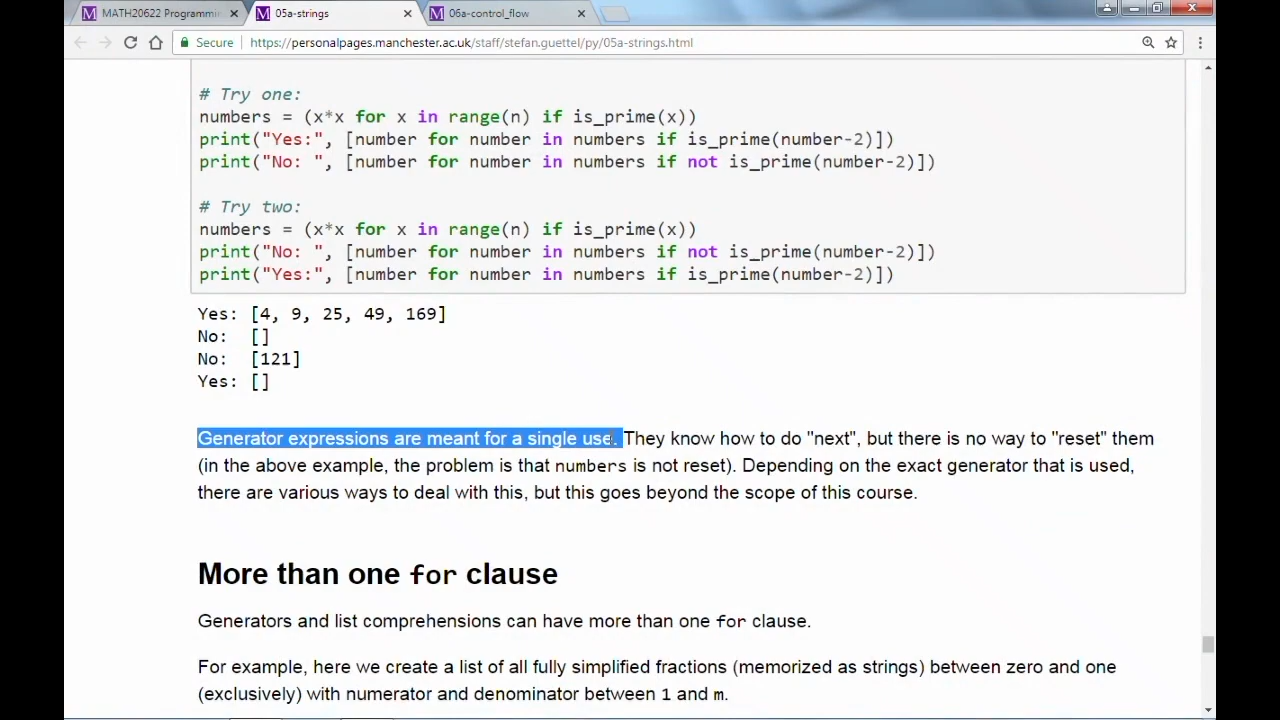 MATH20622 Programmin
05a-strings
06a-control_flow
Secure
https://personalpages.manchester.ac.uk/staff/stefan.guettel/py/05a-strings.html
# Try one:
numbers = (x*x for x in range(n) if is_prime(x))
print("Yes:", [number for number in numbers if is_prime(number-2)])
print("No: ", [number for number in numbers if not is_prime(number-2)])
# Try two:
numbers = (x*x for x in range(n) if is_prime(x))
print("No: ", [number for number in numbers if not is_prime(number-2)])
print("Yes:", [number for number in numbers if is_prime(number-2)])
Yes: [4, 9, 25, 49, 169]
No:  []
No:  [121]
Yes: []
Generator expressions are meant for a single use. They know how to do "next", but there is no way to "reset" them
(in the above example, the problem is that numbers is not reset). Depending on the exact generator that is used,
there are various ways to deal with this, but this goes beyond the scope of this course.
More than one for clause
Generators and list comprehensions can have more than one for clause.
For example, here we create a list of all fully simplified fractions (memorized as strings) between zero and one
(exclusively) with numerator and denominator between 1 and m.